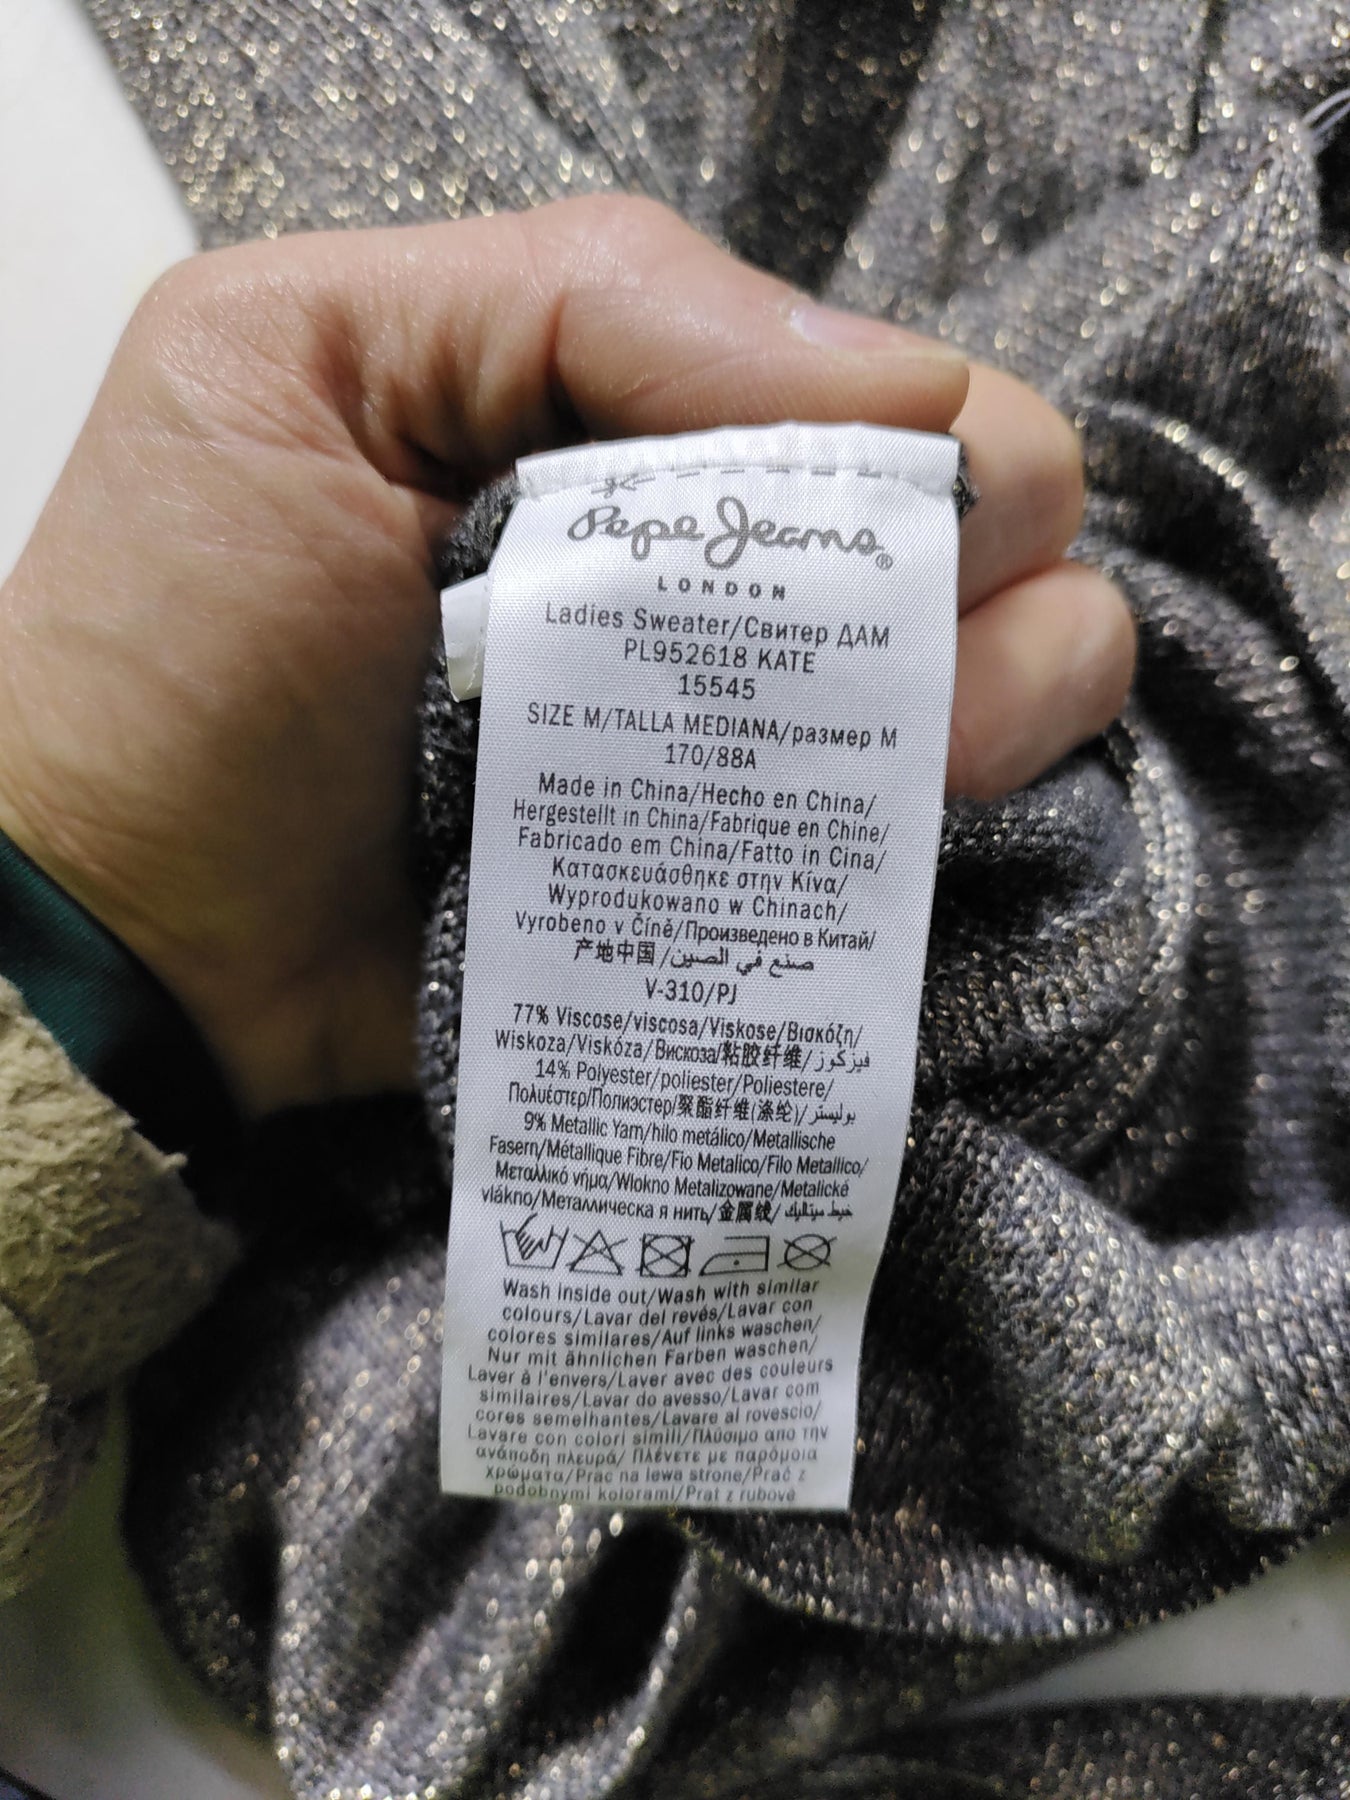 Pepe Jeans®
LONDON
Ladies Sweater/Свитер ДАМ
PL952618 KATE
15545
SIZE M/TALLA MEDIANA/размер M
170/88A
Made in China/Hecho en China/
Hergestellt in China/Fabrique en Chine/
Fabricado em China/Fatto in Cina/
Κατασκευάσθηκε στην Κίνα/
Wyprodukowano w Chinach/
Vyrobeno v Číně/Произведено в Китай/
产地中国/صنع في الصين
V-310/PJ
77% Viscose/viscosa/Viskose/Βισκόζη/
Wiskoza/Viskóza/Вискоза/粘胶纤维/فيزكوز/
14% Polyester/poliester/Poliestere/
Πολυέστερ/Полиэстер/聚酯纤维(涤纶)/بوليستر
9% Metallic Yarn/hilo metálico/Metallische
Fasern/Métallique Fibre/Fio Metalico/Filo Metallico/
Μεταλλικό νήμα/Wlokno Metalizowane/Metalické
vlákno/Металлическа я нить/金属线/خيط ميتاليك
Wash inside out/Wash with similar
colours/Lavar del revés/Lavar con
colores similares/Auf links waschen/
Nur mit ähnlichen Farben waschen/
Laver à l'envers/Laver avec des couleurs
similaires/Lavar do avesso/Lavar com
cores semelhantes/Lavare al rovescio/
Lavare con colori simili/Πλύσιμο απο την
ανάποδη πλευρά/ Πλένετε με παρόμοια
χρώματα/Prac na lewa strone/Prać z
podobnymi kolorami/Prat z rubové